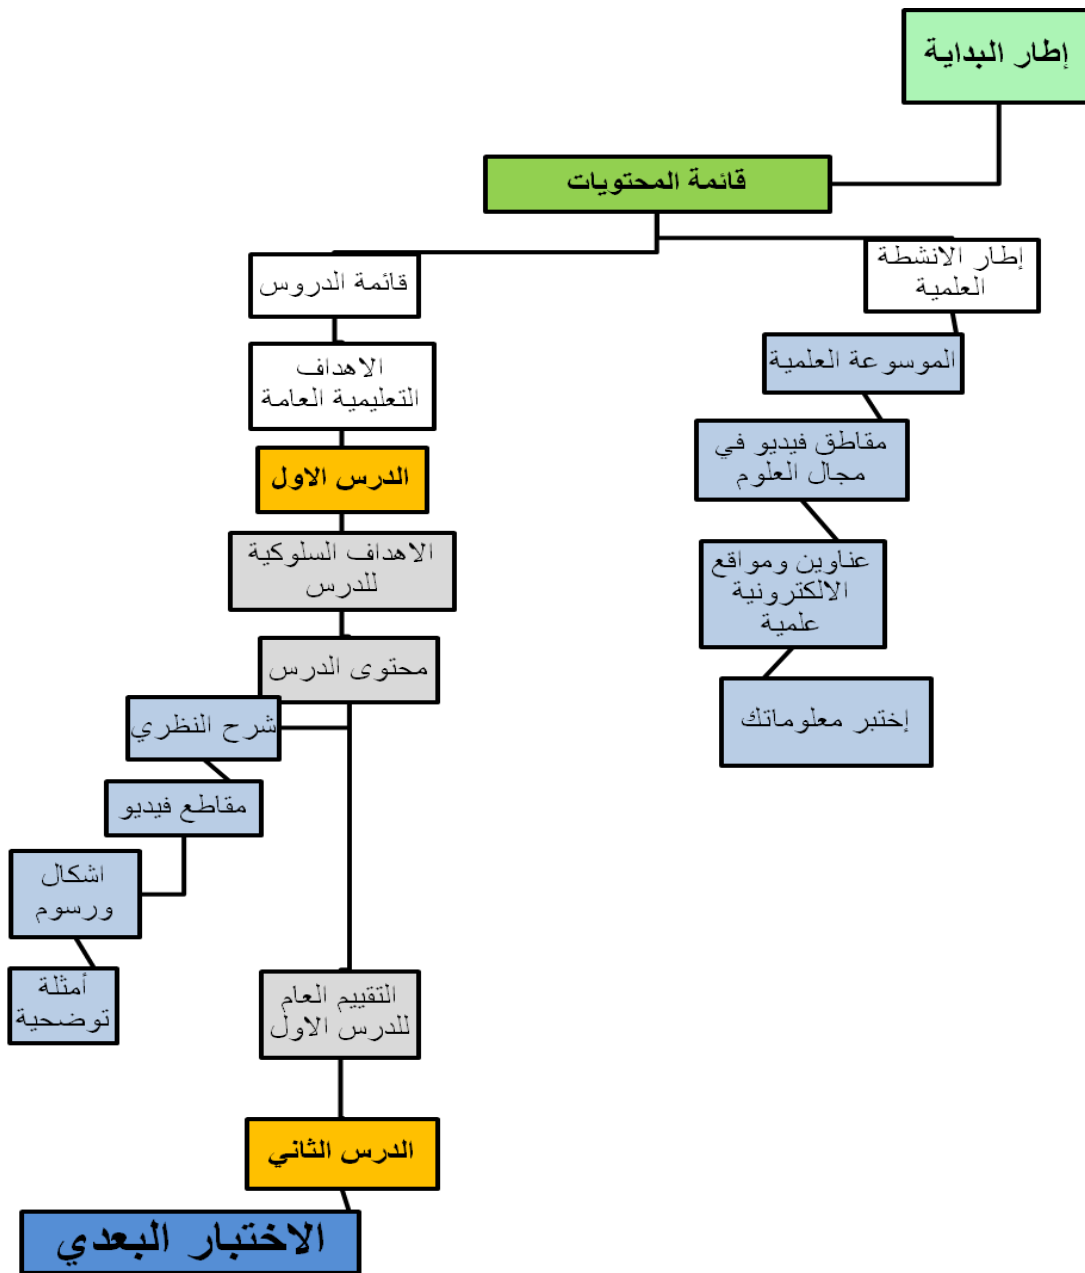 إطار البداية
قائمة المحتويات
إطار الانشطة
العلمية
الموسوعة العلمية
مقاطق فيديو في
مجال العلوم
عناوين ومواقع
الالكترونية
علمية
إختبر معلوماتك
قائمة الدروس
الاهداف
التعليمية العامة
الدرس الاول
الاهداف السلوكية
للدرس
محتوى الدرس
شرح النظري
مقاطع فيديو
اشكال
ورسوم
أمثلة
توضحية
التقييم العام
للدرس الاول
الدرس الثاني
الاختبار البعدي